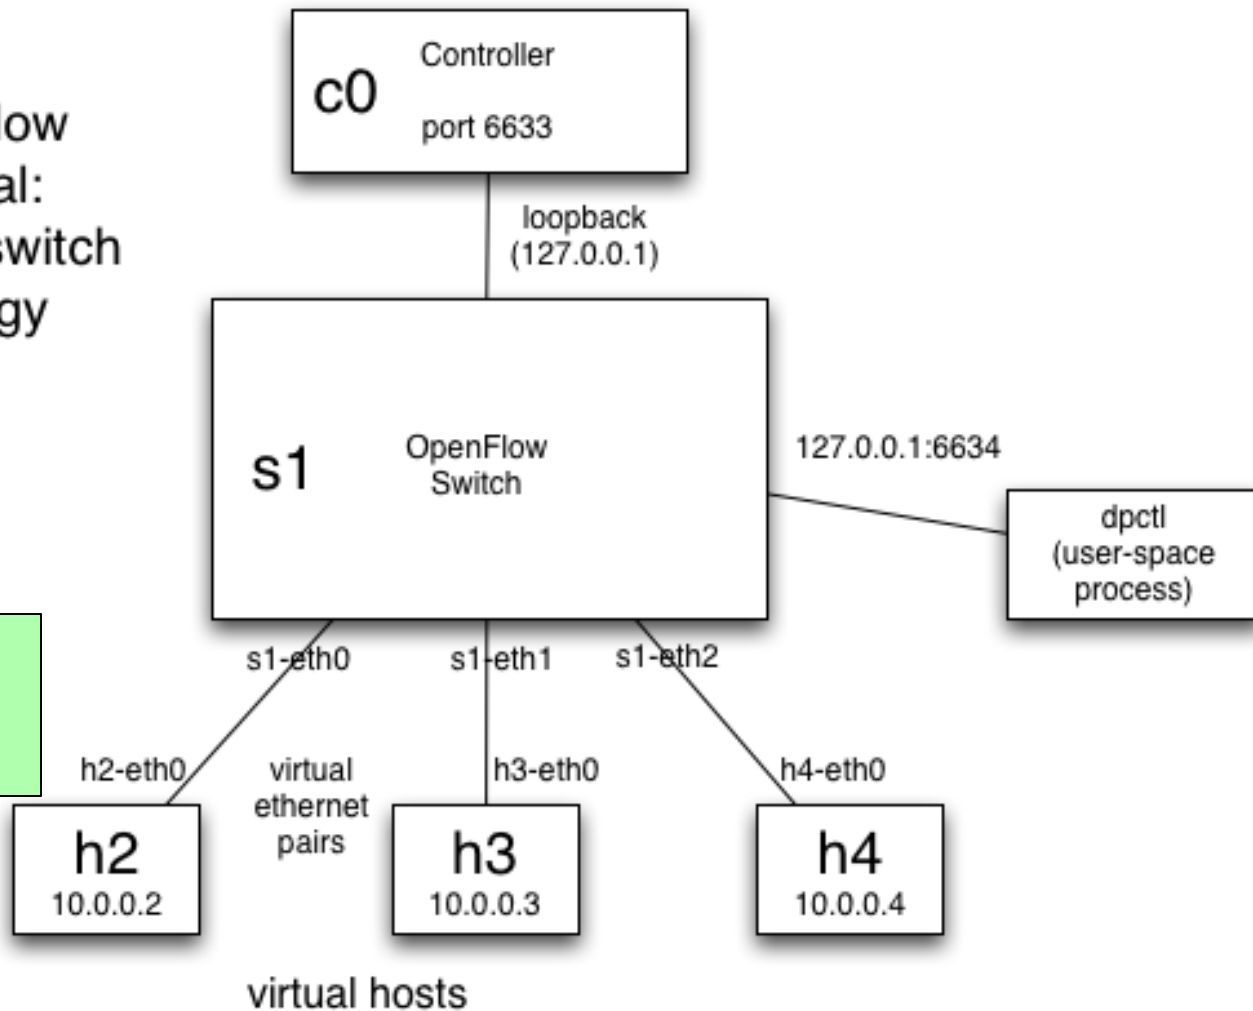 Controller
c0
port 6633
low
al:
switch
gy
loopback
(127.0.0.1)
s1
OpenFlow
Switch
127.0.0.1:6634
dpctl
(user-space
process)
s1-eth0
s1-eth1
s1-eth2
h2-eth0
virtual
ethernet
pairs
h3-eth0
h4-eth0
h2
10.0.0.2
h3
10.0.0.3
h4
10.0.0.4
virtual hosts